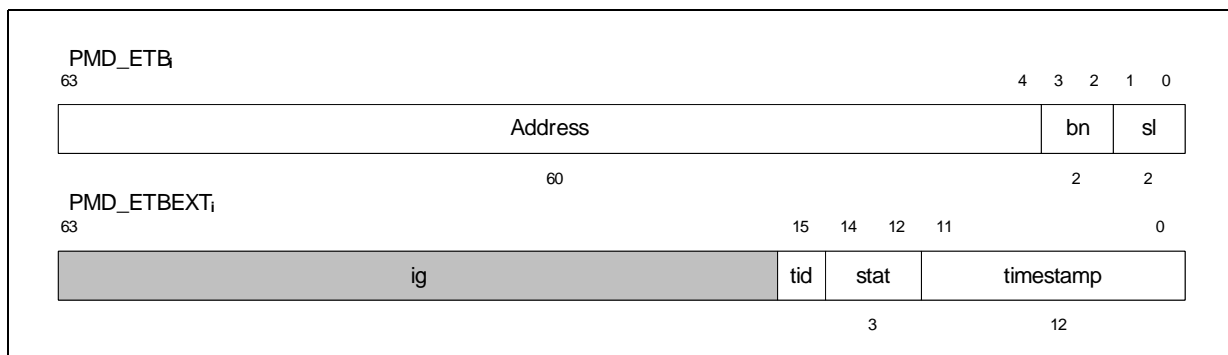 PMD_ETBi
63 4 3 2 1 0
Address bn sl
60 2 2
PMD_ETBEXTi
63 15 14 12 11 0
ig tid stat timestamp
3 12